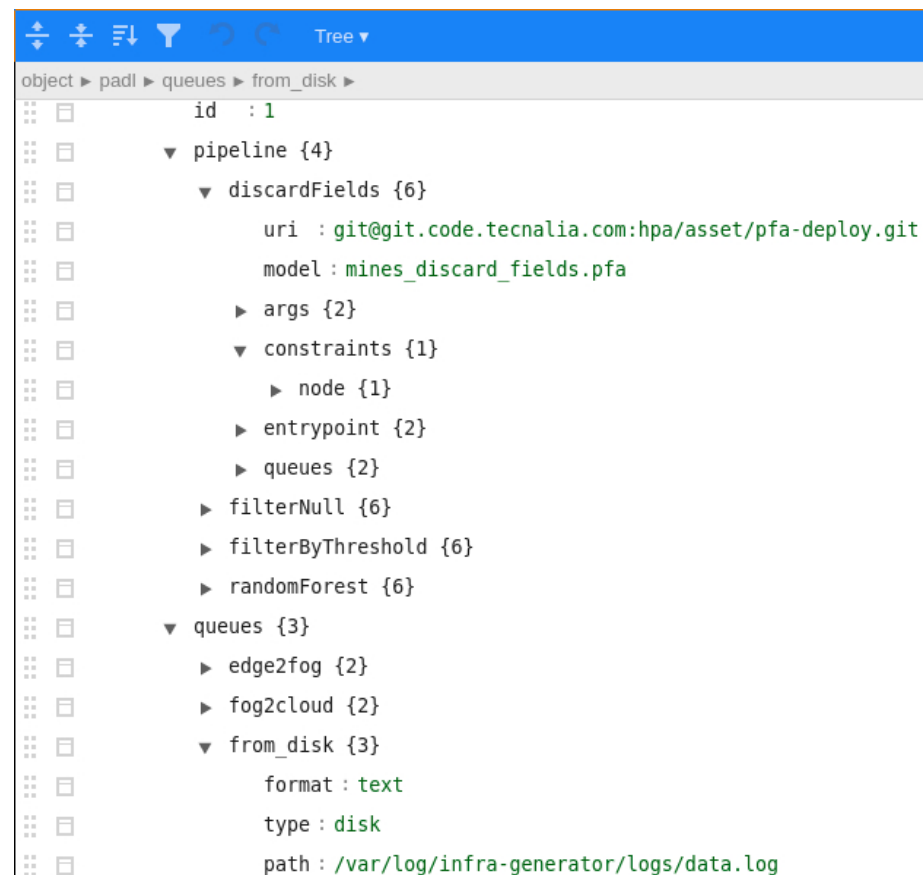 Tree ▾
object ► padl ► queues ► from_disk ►
id : 1
▼ pipeline {4}
▼ discardFields {6}
uri : git@git.code.tecnalia.com:hpa/asset/pfa-deploy.git
model : mines_discard_fields.pfa
► args {2}
▼ constraints {1}
► node {1}
► entrypoint {2}
► queues {2}
► filterNull {6}
► filterByThreshold {6}
► randomForest {6}
▼ queues {3}
► edge2fog {2}
► fog2cloud {2}
▼ from_disk {3}
format : text
type : disk
path : /var/log/infra-generator/logs/data.log